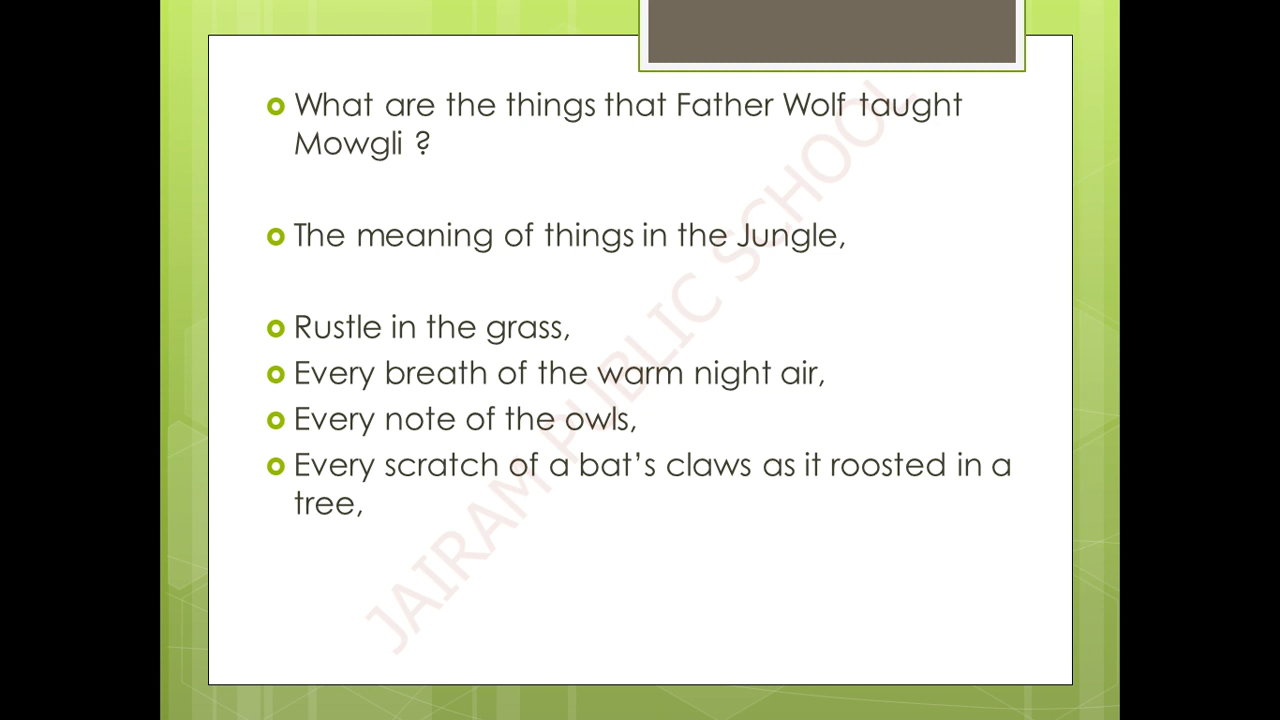 What are the things that Father Wolf taught
Mowgli ?
The meaning of things in the Jungle,
Rustle in the grass,
Every breath of the warm night air,
Every note of the owls,
Every scratch of a bat’s claws as it roosted in a
tree,
JAIRAM PUBLIC SCHOOL